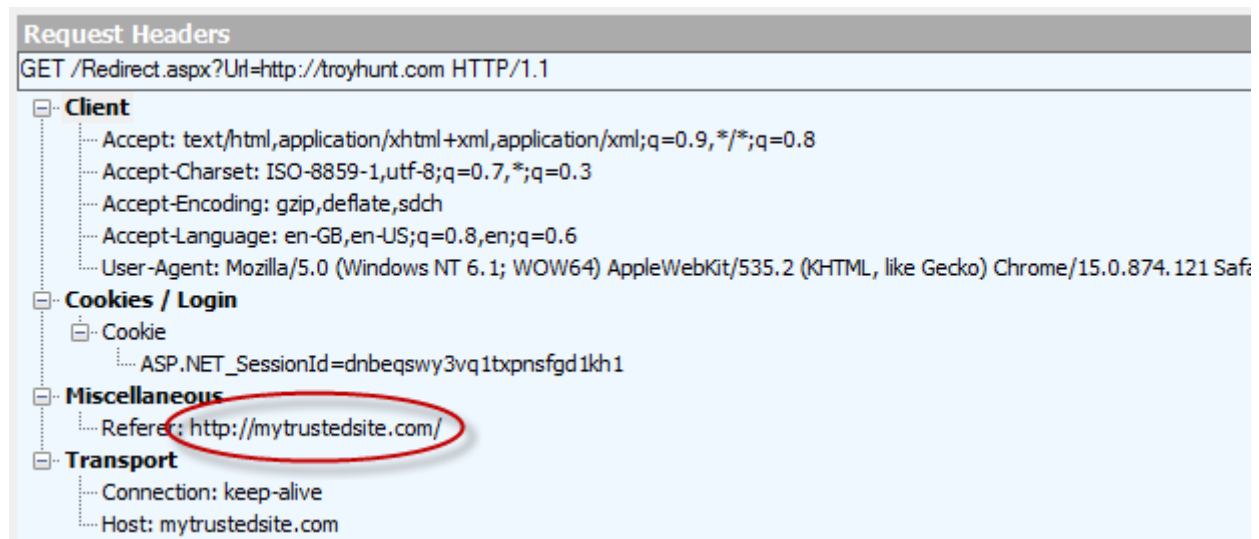 Request Headers
GET /Redirect.aspx?Url=http://troyhunt.com HTTP/1.1
Client
Accept: text/html,application/xhtml+xml,application/xml;q=0.9,*/*;q=0.8
Accept-Charset: ISO-8859-1,utf-8;q=0.7,*;q=0.3
Accept-Encoding: gzip,deflate,sdch
Accept-Language: en-GB,en-US;q=0.8,en;q=0.6
User-Agent: Mozilla/5.0 (Windows NT 6.1; WOW64) AppleWebKit/535.2 (KHTML, like Gecko) Chrome/15.0.874.121 Safa
Cookies / Login
Cookie
ASP.NET_SessionId=dnbeqswy3vq1txpnsfgd1kh1
Miscellaneous
Referer: http://mytrustedsite.com/
Transport
Connection: keep-alive
Host: mytrustedsite.com